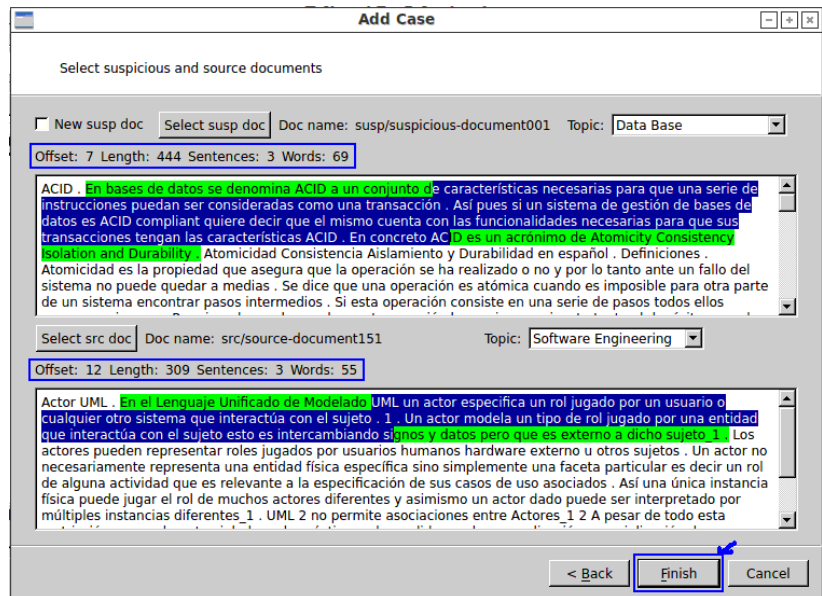 Add Case
Select suspicious and source documents
New susp doc Select susp doc Doc name: susp/suspicious-document001 Topic: Data Base
Offset: 7 Length: 444 Sentences: 3 Words: 69
ACID . En bases de datos se denomina ACID a un conjunto de características necesarias para que una serie de
instrucciones puedan ser consideradas como una transacción . Así pues si un sistema de gestión de bases de
datos es ACID compliant quiere decir que el mismo cuenta con las funcionalidades necesarias para que sus
transacciones tengan las características ACID . En concreto ACID es un acrónimo de Atomicity Consistency
Isolation and Durability . Atomicidad Consistencia Aislamiento y Durabilidad en español . Definiciones .
Atomicidad es la propiedad que asegura que la operación se ha realizado o no y por lo tanto ante un fallo del
sistema no puede quedar a medias . Se dice que una operación es atómica cuando es imposible para otra parte
de un sistema encontrar pasos intermedios . Si esta operación consiste en una serie de pasos todos ellos
Select src doc Doc name: src/source-document151 Topic: Software Engineering
Offset: 12 Length: 309 Sentences: 3 Words: 55
Actor UML . En el Lenguaje Unificado de Modelado UML un actor especifica un rol jugado por un usuario o
cualquier otro sistema que interactúa con el sujeto . 1 . Un actor modela un tipo de rol jugado por una entidad
que interactúa con el sujeto esto es intercambiando signos y datos pero que es externo a dicho sujeto_1 . Los
actores pueden representar roles jugados por usuarios humanos hardware externo u otros sujetos . Un actor no
necesariamente representa una entidad física específica sino simplemente una faceta particular es decir un rol
de alguna actividad que es relevante a la especificación de sus casos de uso asociados . Así una única instancia
física puede jugar el rol de muchos actores diferentes y asimismo un actor dado puede ser interpretado por
múltiples instancias diferentes_1 . UML 2 no permite asociaciones entre Actores_1 2 A pesar de todo esta
< Back Finish Cancel